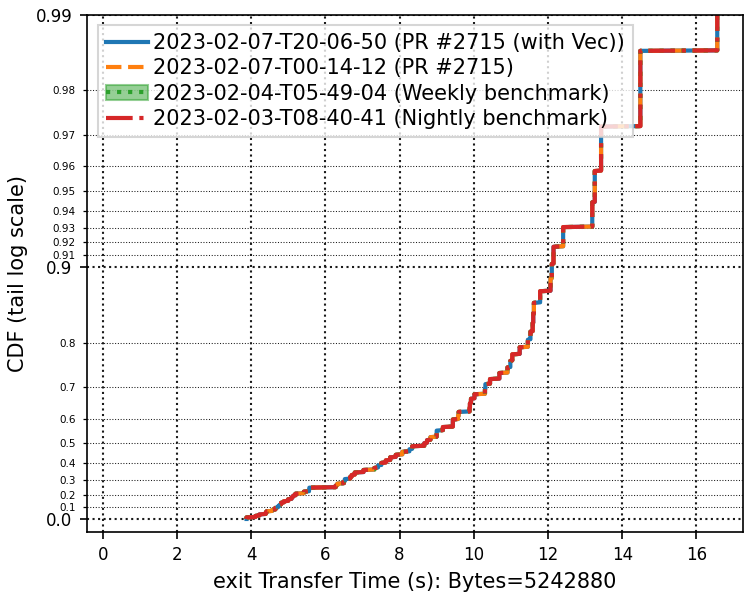 0.99
2023-02-07-T20-06-50 (PR #2715 (with Vec))
2023-02-07-T00-14-12 (PR #2715)
2023-02-04-T05-49-04 (Weekly benchmark)
2023-02-03-T08-40-41 (Nightly benchmark)
0.98
0.97
0.96
0.95
0.94
0.93
0.92
0.91
0.9
0.8
0.7
0.6
0.5
0.4
0.3
0.2
0.1
0.0
CDF (tail log scale)
0 2 4 6 8 10 12 14 16
exit Transfer Time (s): Bytes=5242880